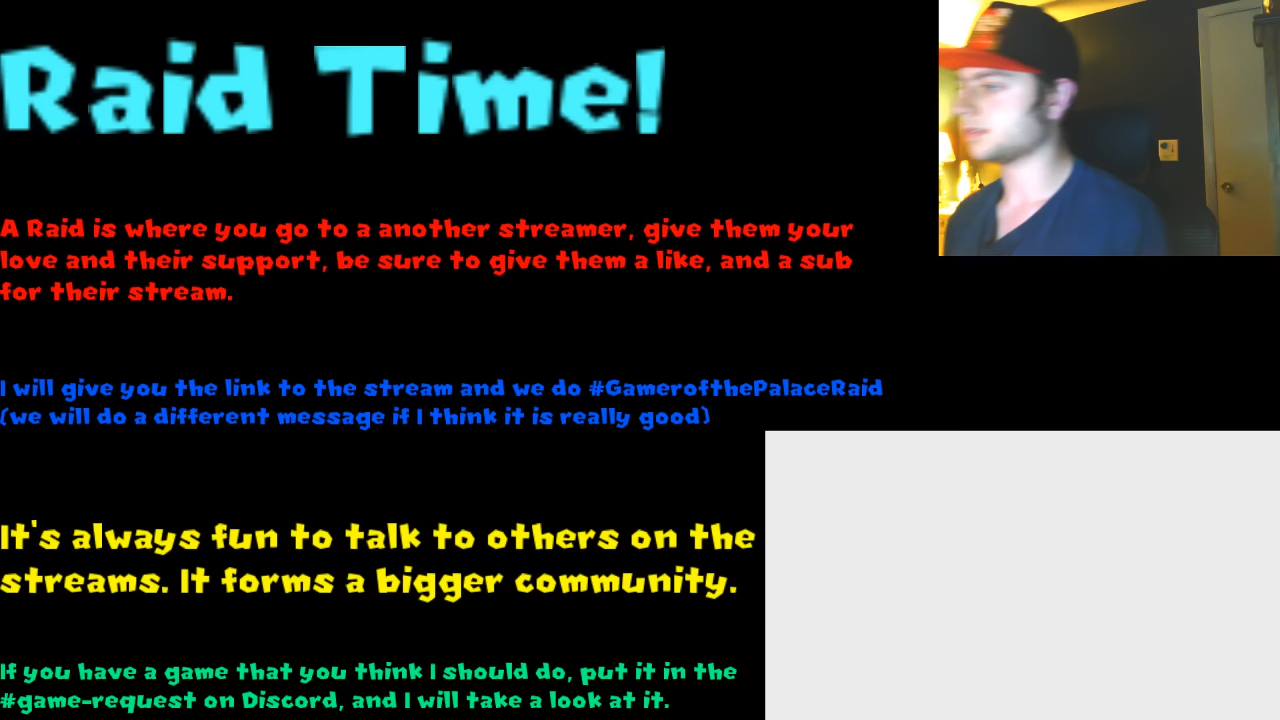 Raid Time!
A Raid is where you go to a another streamer, give them your
love and their support, be sure to give them a like, and a sub
for their stream.
I will give you the link to the stream and we do #GamerofthePalaceRaid
(we will do a different message if I think it is really good)
It's always fun to talk to others on the
streams. It forms a bigger community.
If you have a game that you think I should do, put it in the
#game-request on Discord, and I will take a look at it.